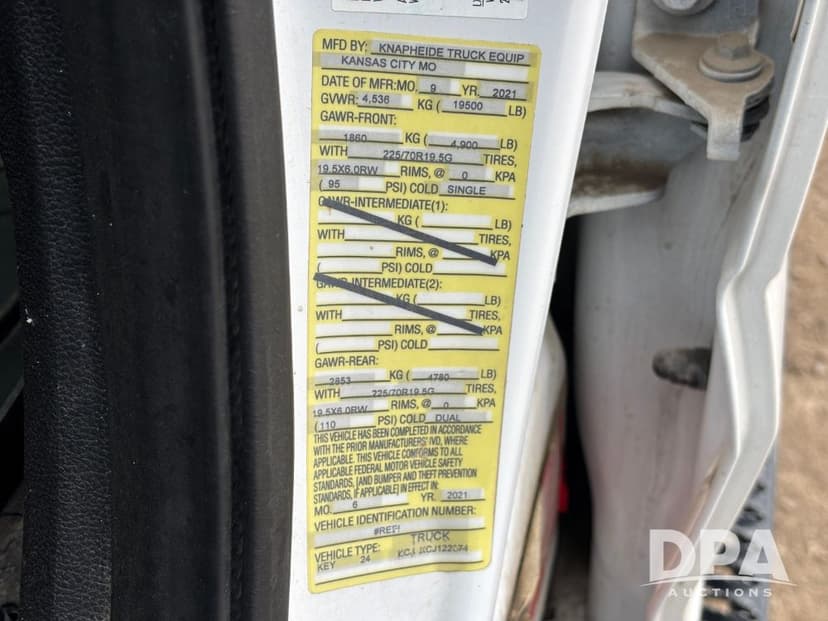 MFD BY: KNAPHEIDE TRUCK EQUIP
KANSAS CITY MO
DATE OF MFR:MO. 9 YR. 2021
GVWR: 4,536 KG ( 19500 LB)
GAWR-FRONT:
1860 KG ( 4,900 LB)
WITH 225/70R19.5G TIRES,
19.5X6.0RW RIMS, @ 0 KPA
( 95 PSI) COLD SINGLE
GAWR-INTERMEDIATE(1):
KG ( LB)
WITH TIRES,
RIMS, @ KPA
( PSI) COLD
GAWR-INTERMEDIATE(2):
KG ( LB)
WITH TIRES,
RIMS, @ KPA
( PSI) COLD
GAWR-REAR:
2853 KG ( 4780 LB)
WITH 225/70R19.5G TIRES,
19.5X6.0RW RIMS, @ 0 KPA
( 110 PSI) COLD DUAL
THIS VEHICLE HAS BEEN COMPLETED IN ACCORDANCE
WITH THE PRIOR MANUFACTURERS' IVD, WHERE
APPLICABLE. THIS VEHICLE CONFORMS TO ALL
APPLICABLE FEDERAL MOTOR VEHICLE SAFETY
STANDARDS, [AND BUMPER AND THEFT PREVENTION
STANDARDS, IF APPLICABLE] IN EFFECT IN:
MO. 6 YR. 2021
VEHICLE IDENTIFICATION NUMBER:
#REF!
VEHICLE TYPE: TRUCK
KEY 24
DPA
AUCTIONS